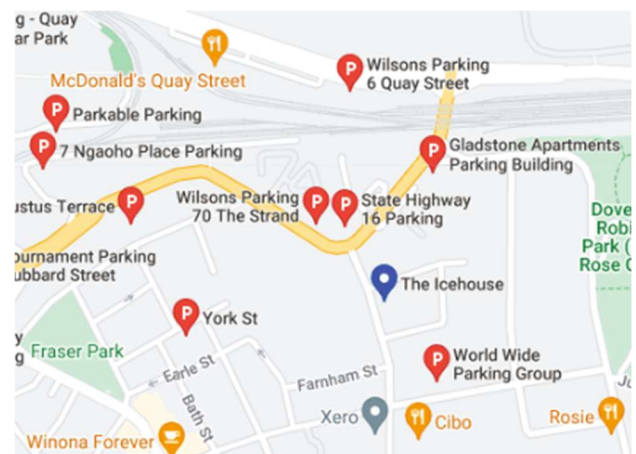 g - Quay
ar Park
McDonald's Quay Street
Wilsons Parking
6 Quay Street
P
P
Parkable Parking
P
7 Ngaoho Place Parking
P
Gladstone Apartments
Parking Building
ustus Terrace
P
Wilsons Parking
70 The Strand
P
P
State Highway
16 Parking
Dove
Robi
Park (
Rose G
ournament Parking
ubbard Street
The Icehouse
P
York St
y
g
Fraser Park
Earle St
Farnham St
P
World Wide
Parking Group
Bath St
Xero
Cibo
Rosie
Ju
Winona Forever